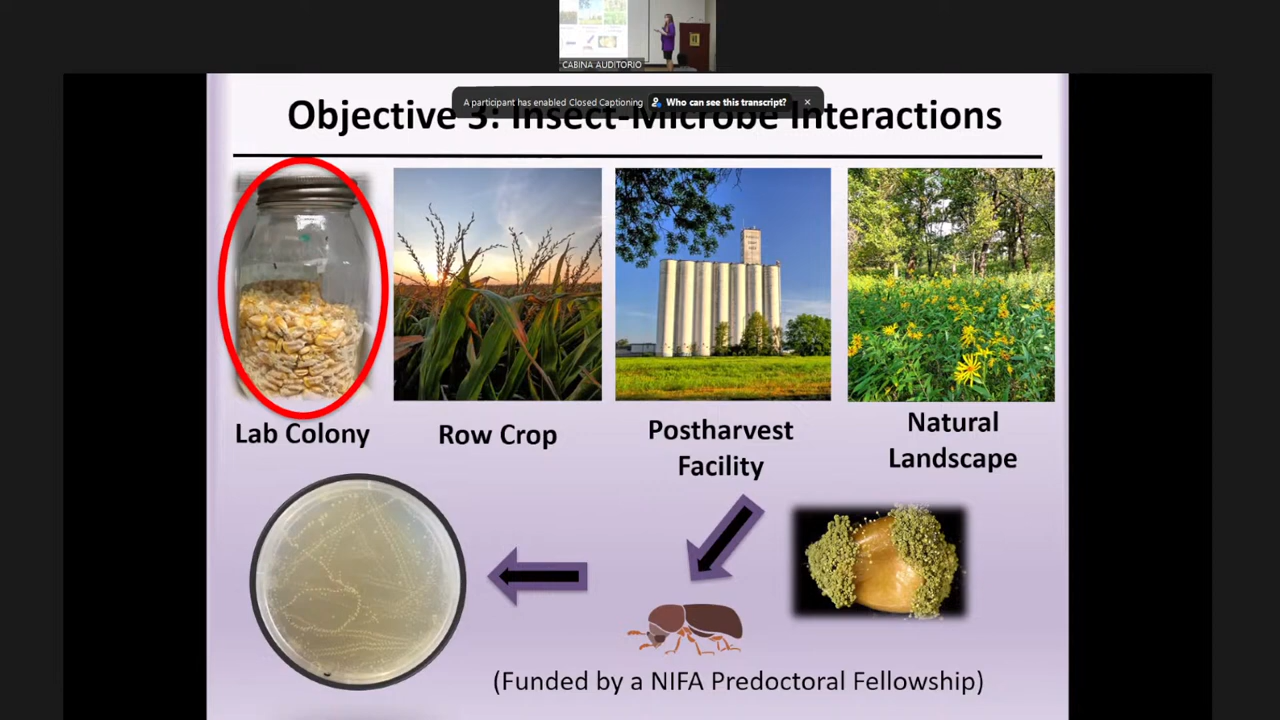 CABINA AUDITORIO
A participant has enabled Closed Captioning
Who can see this transcript?
Objective 3: Insect-Microbe Interactions
Lab Colony
Row Crop
Postharvest
Facility
Natural
Landscape
(Funded by a NIFA Predoctoral Fellowship)